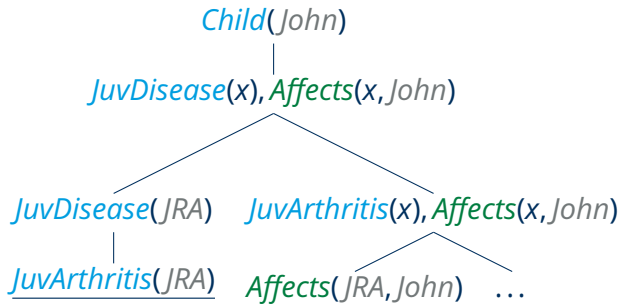 Child(John)
JuvDisease(x), Affects(x, John)
JuvDisease(JRA) JuvArthritis(x), Affects(x, John)
JuvArthritis(JRA) Affects(JRA, John) ...